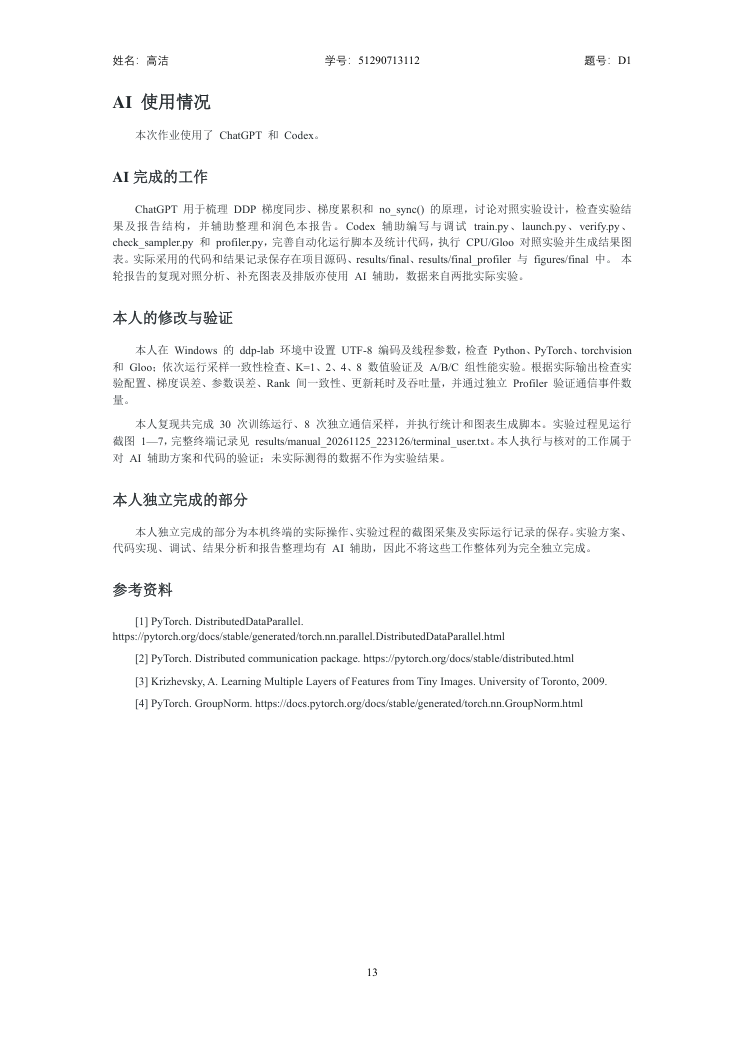 姓名：高洁 学号：51290713112 题号：D1
AI 使用情况
本次作业使用了 ChatGPT 和 Codex。
AI 完成的工作
ChatGPT 用于梳理 DDP 梯度同步、梯度累积和 no_sync() 的原理，讨论对照实验设计，检查实验结
果及报告结构，并辅助整理和润色本报告。Codex 辅助编写与调试 train.py、launch.py、verify.py、
check_sampler.py 和 profiler.py，完善自动化运行脚本及统计代码，执行 CPU/Gloo 对照实验并生成结果图
表。实际采用的代码和结果记录保存在项目源码、results/final、results/final_profiler 与 figures/final 中。 本
轮报告的复现对照分析、补充图表及排版亦使用 AI 辅助，数据来自两批实际实验。
本人的修改与验证
本人在 Windows 的 ddp-lab 环境中设置 UTF-8 编码及线程参数，检查 Python、PyTorch、torchvision
和 Gloo；依次运行采样一致性检查、K=1、2、4、8 数值验证及 A/B/C 组性能实验。根据实际输出检查实
验配置、梯度误差、参数误差、Rank 间一致性、更新耗时及吞吐量，并通过独立 Profiler 验证通信事件数
量。
本人复现共完成 30 次训练运行、8 次独立通信采样，并执行统计和图表生成脚本。实验过程见运行
截图 1—7，完整终端记录见 results/manual_20261125_223126/terminal_user.txt。本人执行与核对的工作属于
对 AI 辅助方案和代码的验证；未实际测得的数据不作为实验结果。
本人独立完成的部分
本人独立完成的部分为本机终端的实际操作、实验过程的截图采集及实际运行记录的保存。实验方案、
代码实现、调试、结果分析和报告整理均有 AI 辅助，因此不将这些工作整体列为完全独立完成。
参考资料
[1] PyTorch. DistributedDataParallel.
https://pytorch.org/docs/stable/generated/torch.nn.parallel.DistributedDataParallel.html
[2] PyTorch. Distributed communication package. https://pytorch.org/docs/stable/distributed.html
[3] Krizhevsky, A. Learning Multiple Layers of Features from Tiny Images. University of Toronto, 2009.
[4] PyTorch. GroupNorm. https://docs.pytorch.org/docs/stable/generated/torch.nn.GroupNorm.html
13